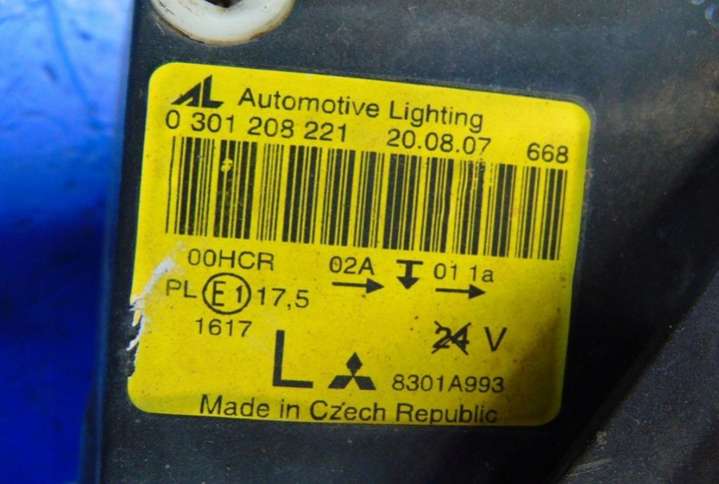 AL Automotive Lighting
0 301 208 221 20.08.07 668
00HCR 02A 01 1a
PL E1 17,5
1617 24 V
L 8301A993
Made in Czech Republic